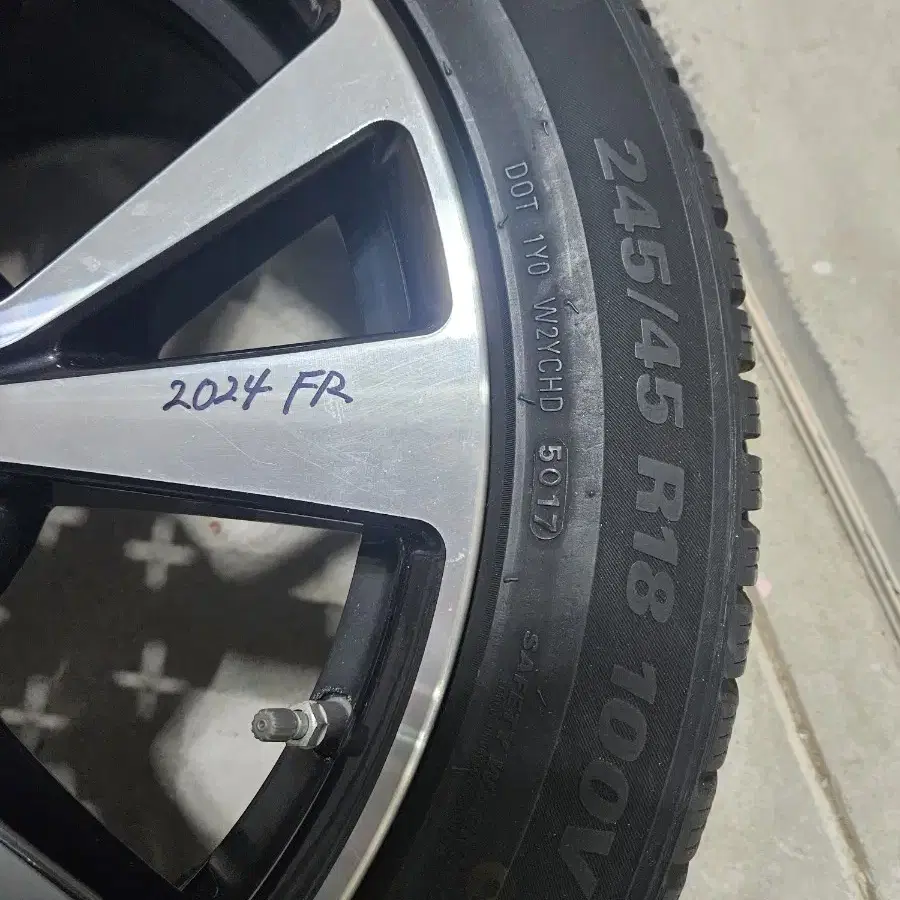 2024 FR
DOT 1Y0 W2YCHD 5017
245/45 R18 100V